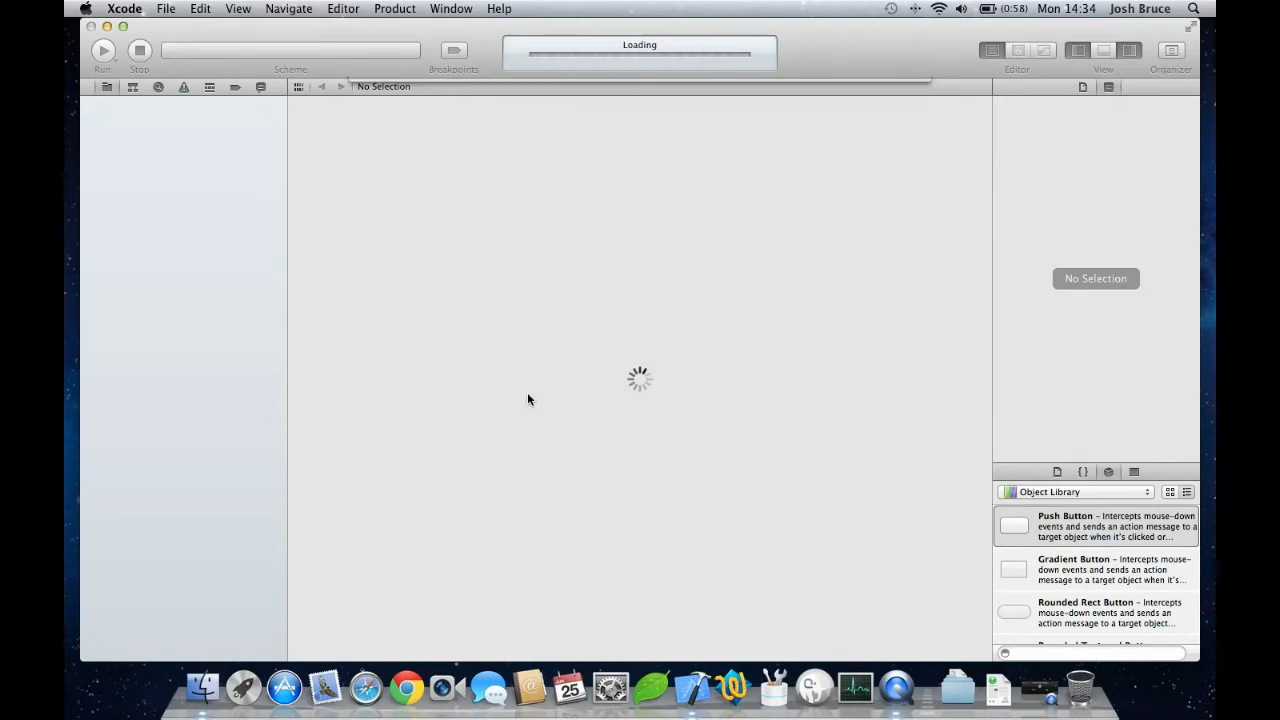 Xcode File Edit View Navigate Editor Product Window Help (0:58) Mon 14:34 Josh Bruce
Loading
Run Stop Scheme Breakpoints Editor View Organizer
No Selection
No Selection
Object Library
Push Button – Intercepts mouse-down
events and sends an action message to a
target object when it's clicked or...
Gradient Button – Intercepts mouse-
down events and sends an action
message to a target object when it's...
Rounded Rect Button – Intercepts
mouse-down events and sends an
action message to a target object...
25